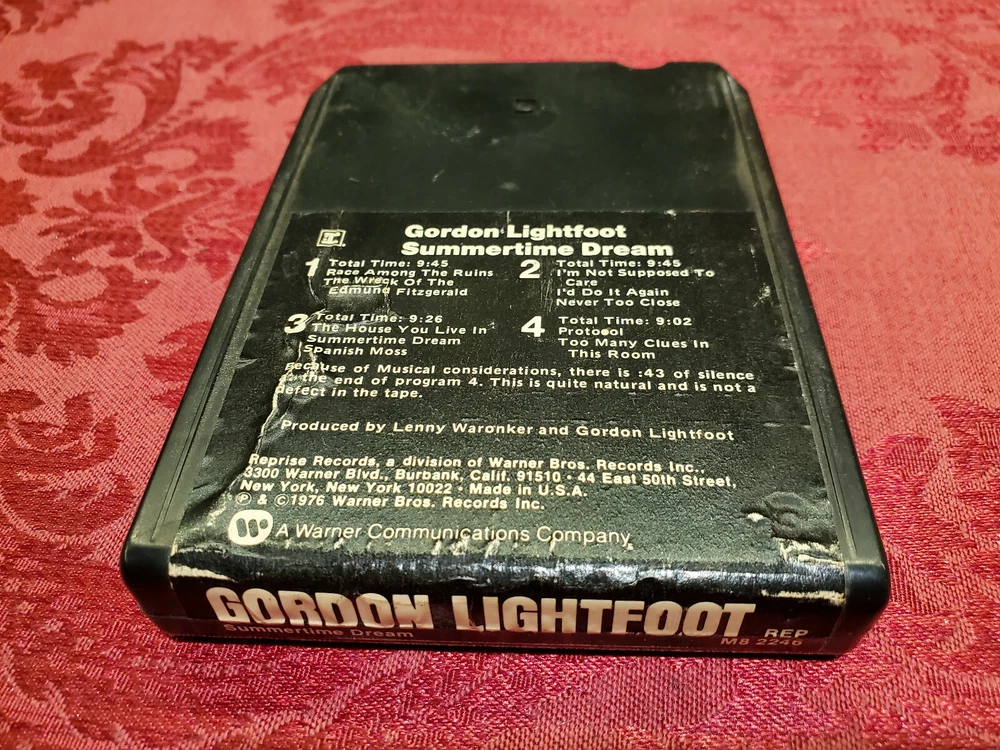 Gordon Lightfoot
Summertime Dream
1 Total Time: 9:45
Race Among The Ruins
The Wreck Of The
Edmund Fitzgerald
2 Total Time: 9:45
I'm Not Supposed To
Care
I'd Do It Again
Never Too Close
3 Total Time: 9:26
The House You Live In
Summertime Dream
Spanish Moss
4 Total Time: 9:02
Protocol
Too Many Clues In
This Room
Because of Musical considerations, there is :43 of silence
at the end of program 4. This is quite natural and is not a
defect in the tape.
Produced by Lenny Waronker and Gordon Lightfoot
Reprise Records, a division of Warner Bros. Records Inc.,
3300 Warner Blvd., Burbank, Calif. 91510 • 44 East 50th Street,
New York, New York 10022 • Made in U.S.A.
℗ & ©1976 Warner Bros. Records Inc.
A Warner Communications Company
GORDON LIGHTFOOT
Summertime Dream
REP
M8 2246